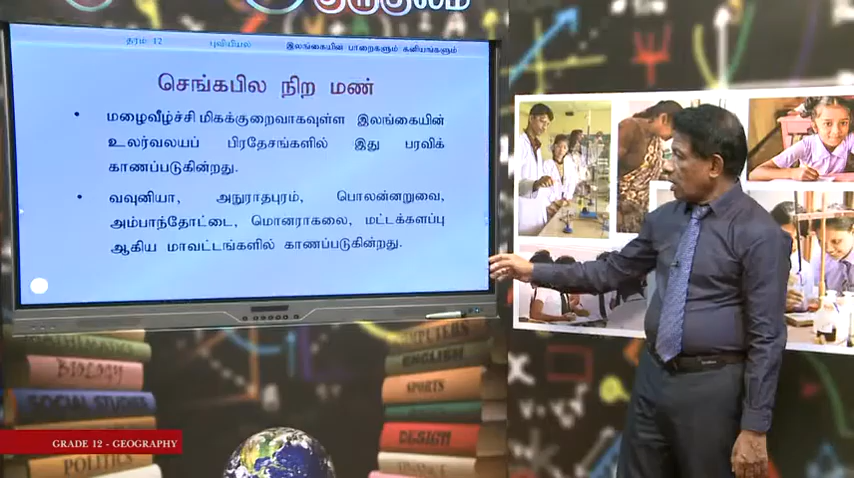 குருகுலம்
தரம் 12 புவியியல் இலங்கையின் பாறைகளும் கனியங்களும்
செங்கபில நிற மண்
• மழைவீழ்ச்சி மிகக்குறைவாகவுள்ள இலங்கையின்
உலர்வலயப் பிரதேசங்களில் இது பரவிக்
காணப்படுகின்றது.
• வவுனியா, அநுராதபுரம், பொலன்னறுவை,
அம்பாந்தோட்டை, மொனராகலை, மட்டக்களப்பு
ஆகிய மாவட்டங்களில் காணப்படுகின்றது.
MATHEMATICS
BIOLOGY
SOCIAL STUDIES
POLITICS
COMPUTERS
ENGLISH
SPORTS
DESIGN
GRADE 12 - GEOGRAPHY